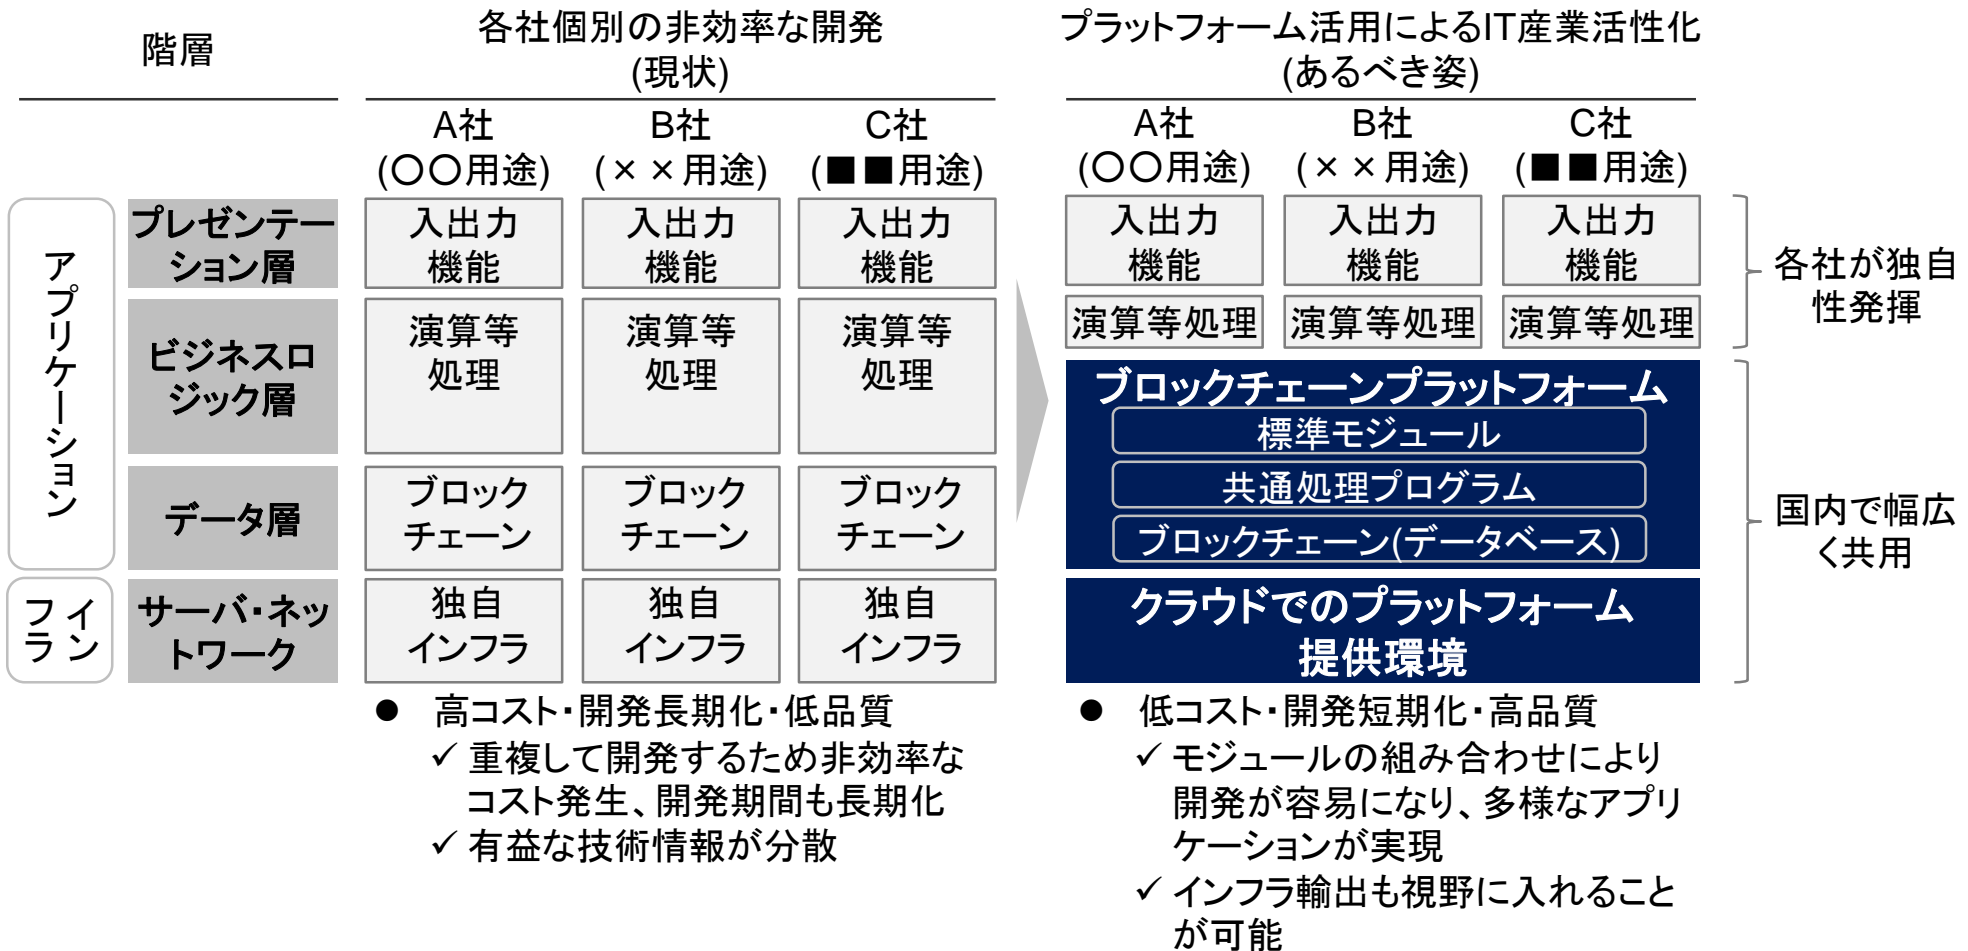 階層
各社個別の非効率な開発
(現状)
プラットフォーム活用によるIT産業活性化
(あるべき姿)
A社
(〇〇用途)
B社
(××用途)
C社
(■■用途)
A社
(〇〇用途)
B社
(××用途)
C社
(■■用途)
アプリケーション
プレゼンテー
ション層
入出力
機能
入出力
機能
入出力
機能
入出力
機能
入出力
機能
入出力
機能
各社が独自
性発揮
ビジネスロ
ジック層
演算等
処理
演算等
処理
演算等
処理
演算等処理
演算等処理
演算等処理
ブロックチェーンプラットフォーム
標準モジュール
共通処理プログラム
ブロックチェーン(データベース)
国内で幅広
く共用
データ層
ブロック
チェーン
ブロック
チェーン
ブロック
チェーン
イン
フラ
サーバ・ネッ
トワーク
独自
インフラ
独自
インフラ
独自
インフラ
クラウドでのプラットフォーム
提供環境
● 高コスト・開発長期化・低品質
✓ 重複して開発するため非効率な
コスト発生、開発期間も長期化
✓ 有益な技術情報が分散
● 低コスト・開発短期化・高品質
✓ モジュールの組み合わせにより
開発が容易になり、多様なアプリ
ケーションが実現
✓ インフラ輸出も視野に入れること
が可能